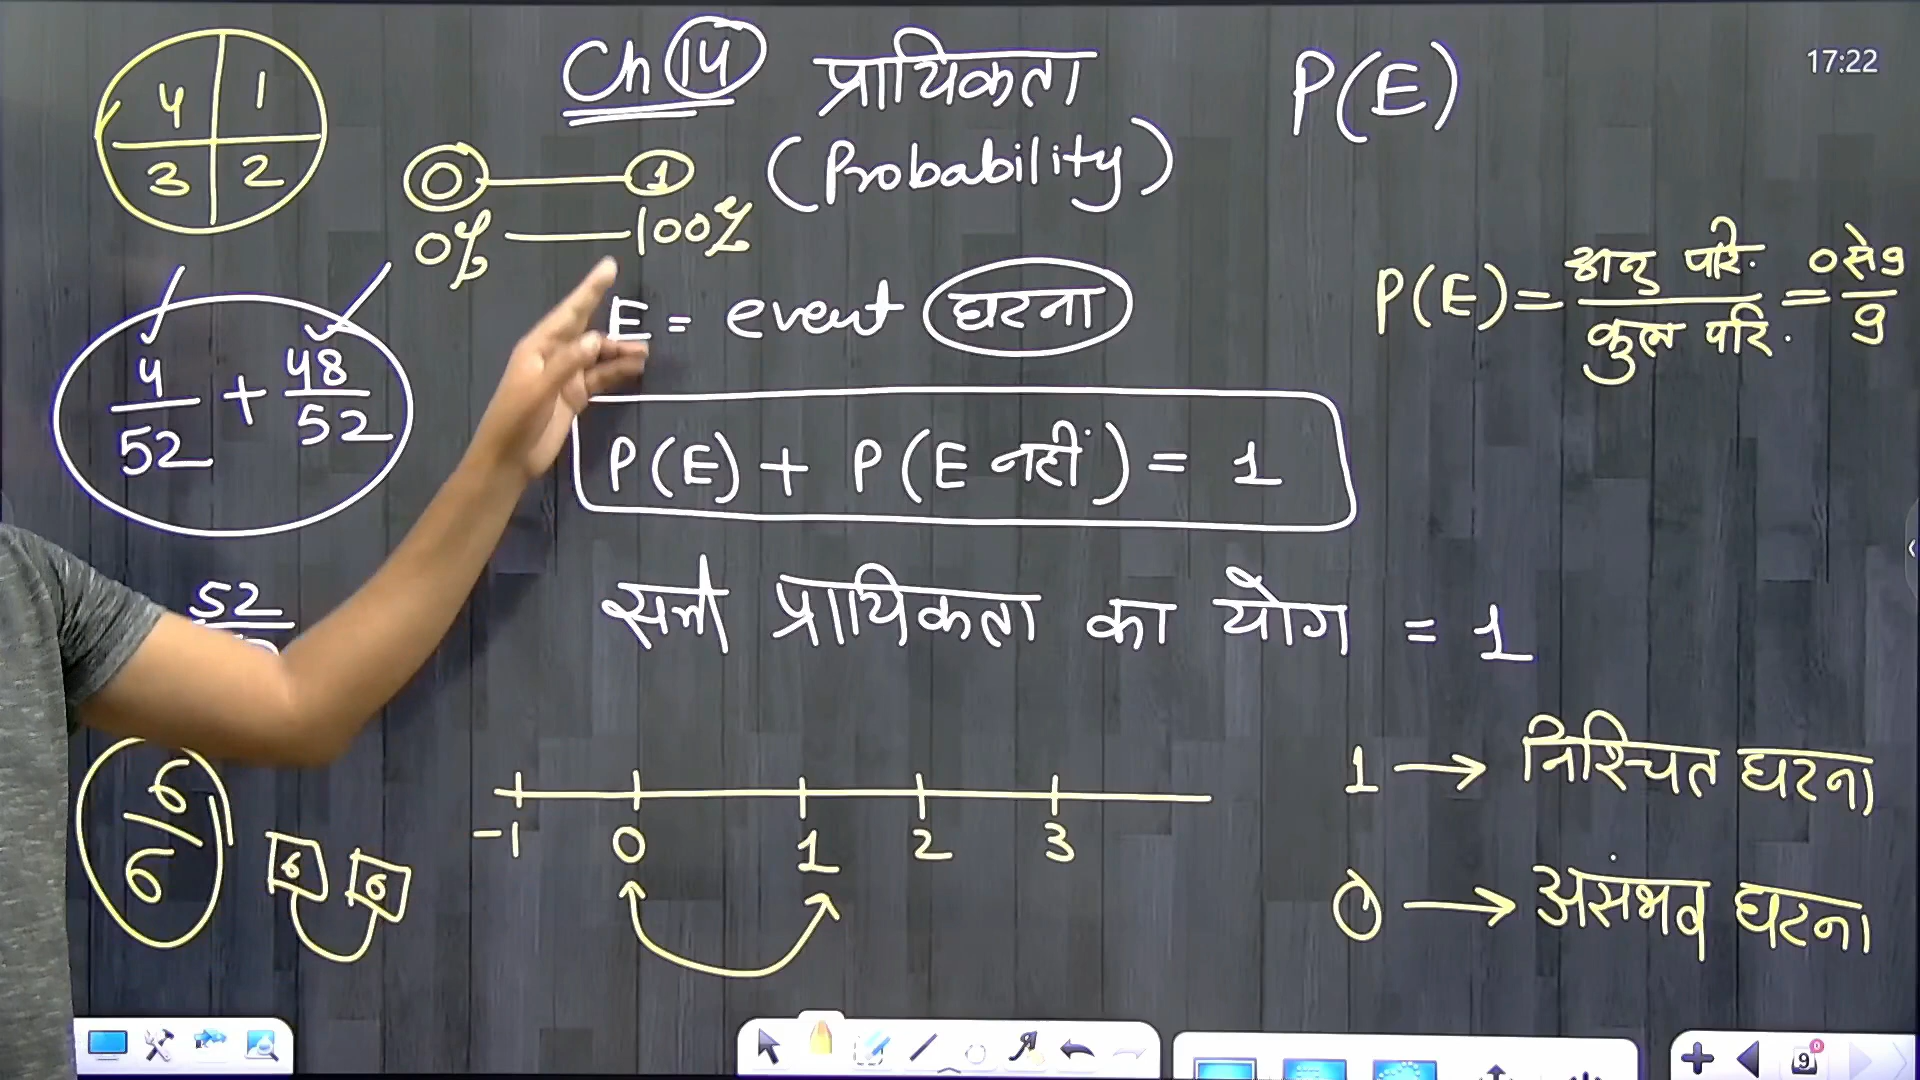 Ch 14 प्रायिकता
(Probability)
P(E)
17:22
4 1
3 2
0 1
0% 100%
E = event घटना
P(E) = अनु परि. / कुल परि. = 0 से 9 / 9
4/52 + 48/52
P(E) + P(E नहीं) = 1
52
सभी प्रायिकता का योग = 1
6/6
6 6
-1 0 1 2 3
1 → निश्चित घटना
0 → असंभव घटना
9